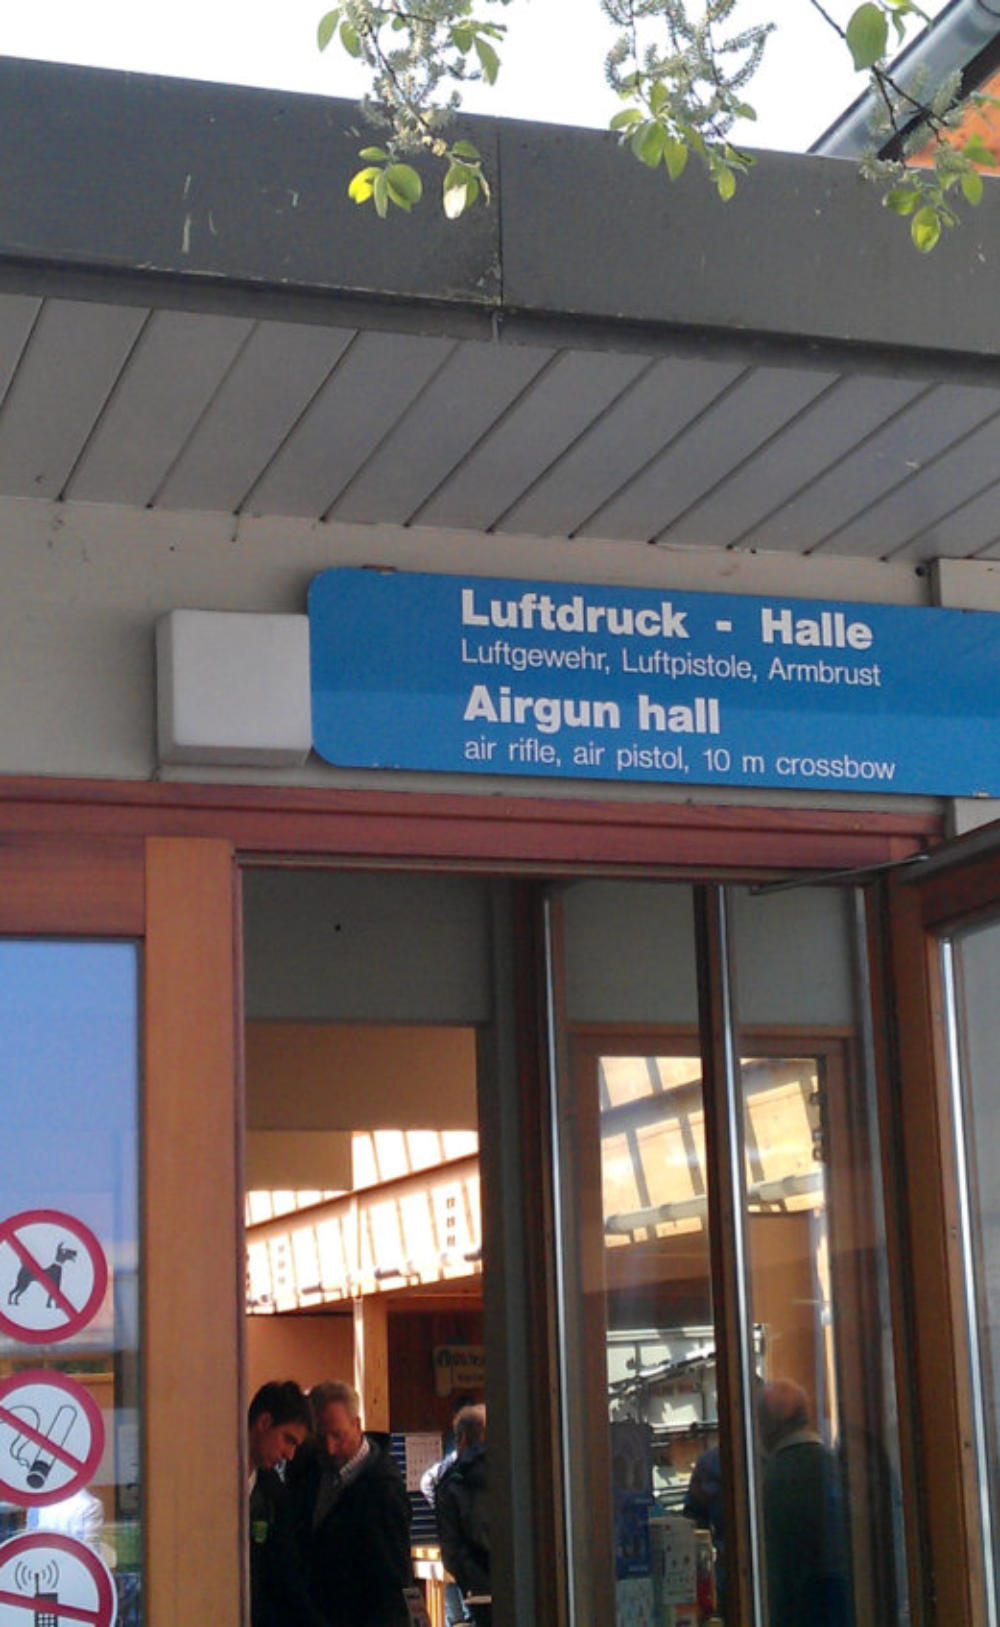 Luftdruck - Halle
Luftgewehr, Luftpistole, Armbrust
Airgun hall
air rifle, air pistol, 10 m crossbow